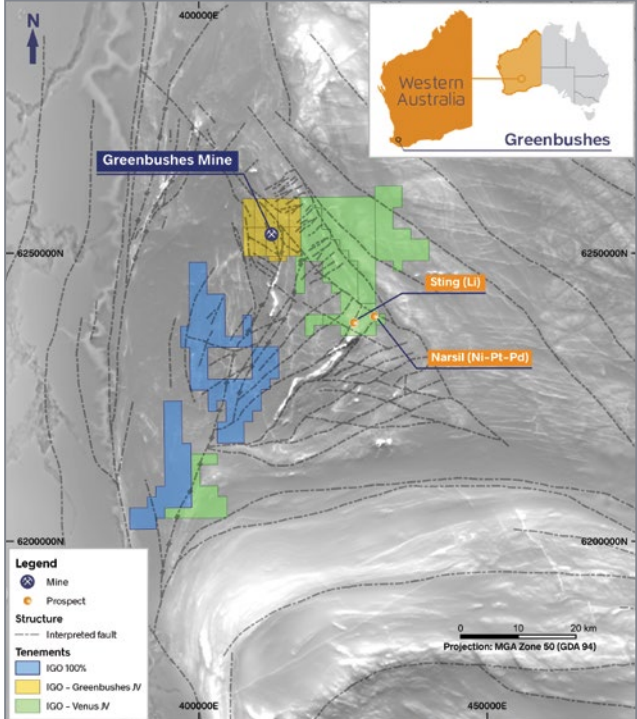 400000E
N
Western
Australia
Greenbushes
Greenbushes Mine
6250000N
6250000N
Sting (Li)
Narsil (Ni-Pt-Pd)
6200000N
6200000N
Legend
Mine
Prospect
Structure
Interpreted fault
Tenements
IGO 100%
IGO – Greenbushes JV
IGO – Venus JV
0 10 20 km
Projection: MGA Zone 50 (GDA 94)
400000E
450000E